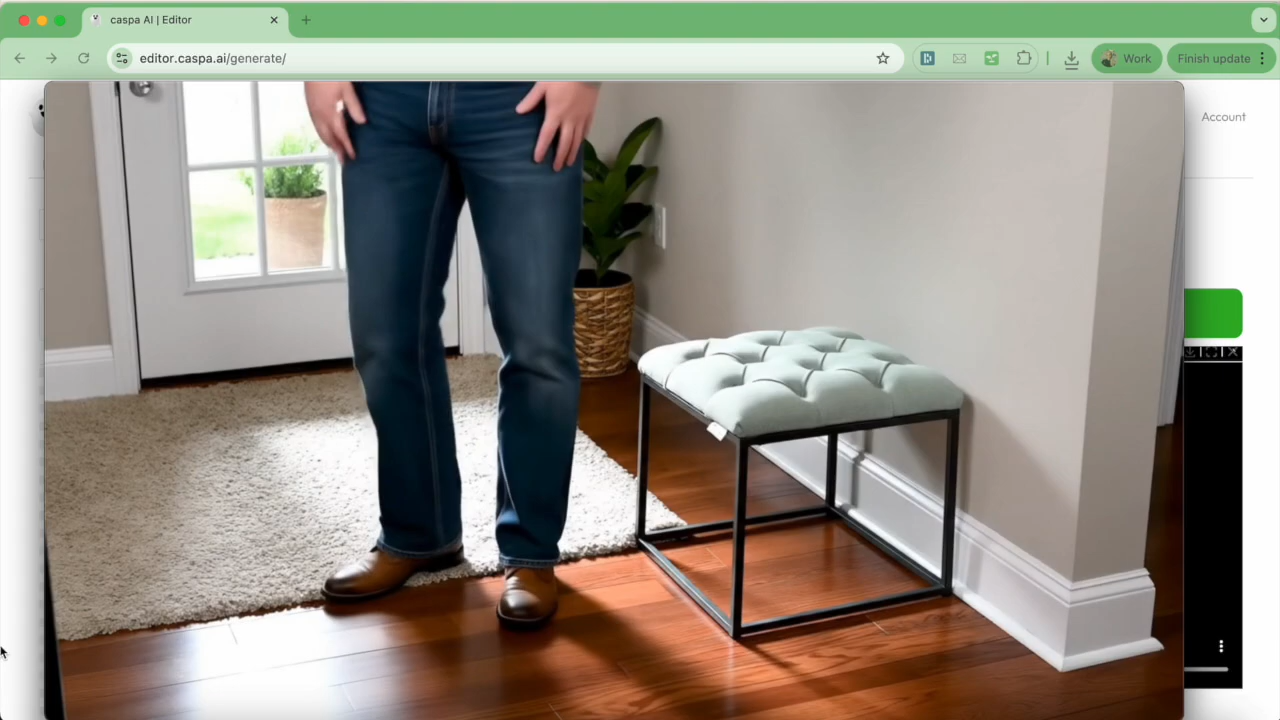 caspa AI | Editor
editor.caspa.ai/generate/
Work
Finish update
Account